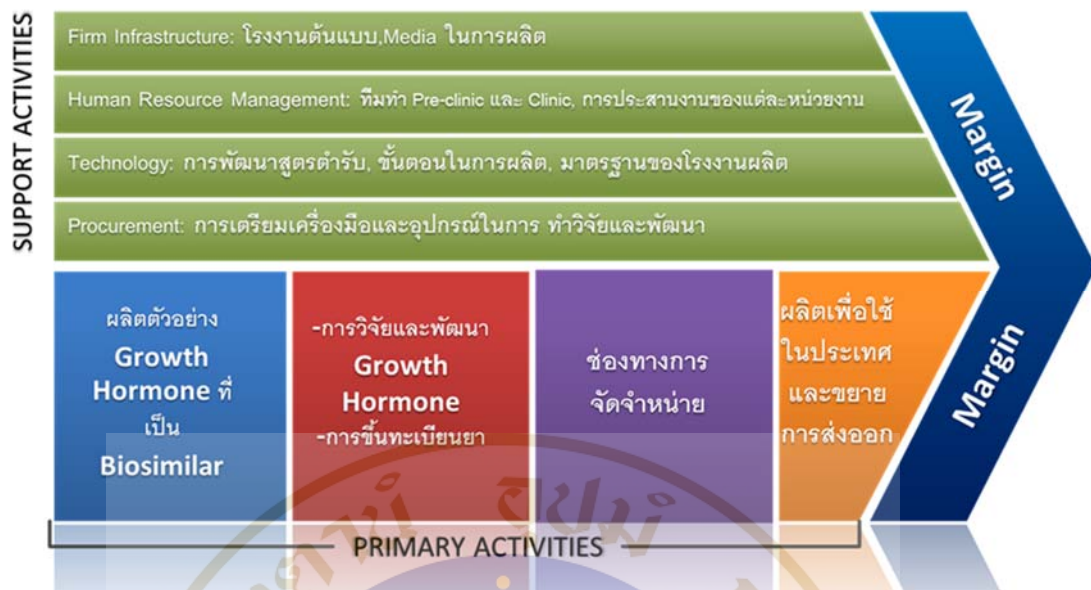 SUPPORT ACTIVITIES
Firm Infrastructure: โรงงานต้นแบบ,Media ในการผลิต
Human Resource Management: ทีมทำ Pre-clinic และ Clinic, การประสานงานของแต่ละหน่วยงาน
Technology: การพัฒนาสูตรตำรับ, ขั้นตอนในการผลิต, มาตรฐานของโรงงานผลิต
Procurement: การเตรียมเครื่องมือและอุปกรณ์ในการ ทำวิจัยและพัฒนา
Margin
Margin
ผลิตตัวอย่าง
Growth
Hormone ที่
เป็น
Biosimilar
-การวิจัยและพัฒนา
Growth
Hormone
-การขึ้นทะเบียนยา
ช่องทางการ
จัดจำหน่าย
ผลิตเพื่อใช้
ในประเทศ
และขยาย
การส่งออก
PRIMARY ACTIVITIES